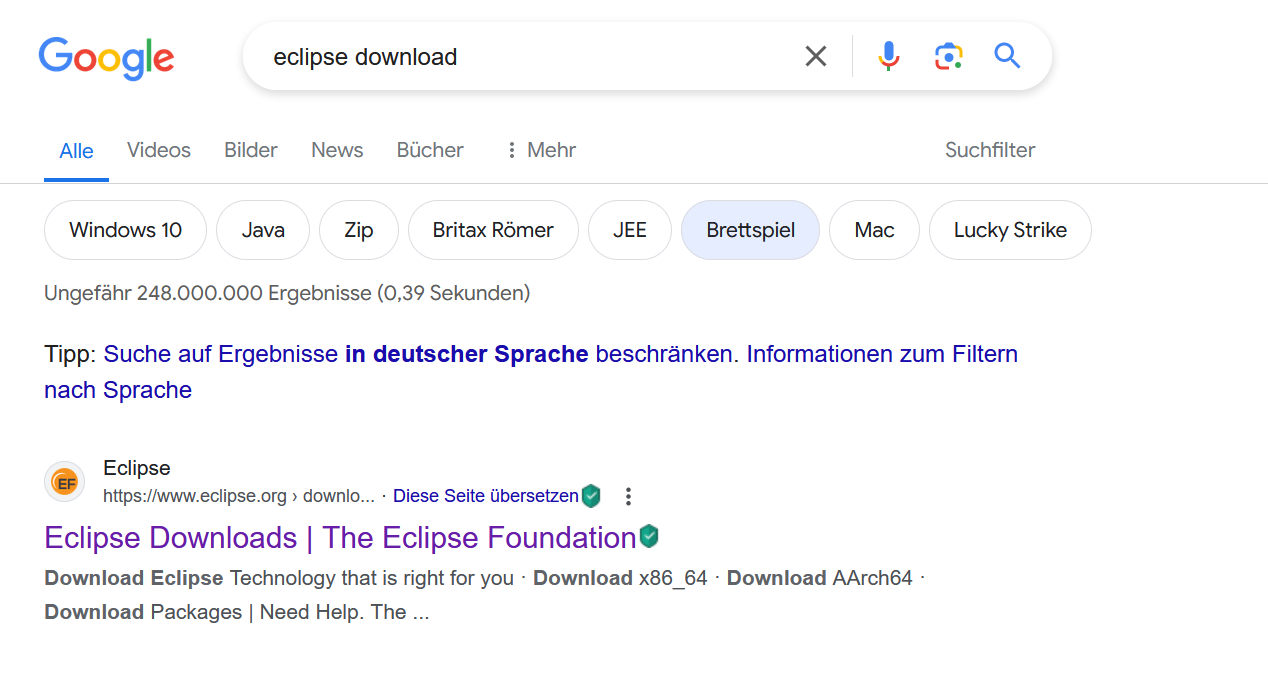 Google
eclipse download
Alle Videos Bilder News Bücher Mehr Suchfilter
Windows 10 Java Zip Britax Römer JEE Brettspiel Mac Lucky Strike
Ungefähr 248.000.000 Ergebnisse (0,39 Sekunden)
Tipp: Suche auf Ergebnisse in deutscher Sprache beschränken. Informationen zum Filtern
nach Sprache
Eclipse
EF
https://www.eclipse.org › downlo... · Diese Seite übersetzen
Eclipse Downloads | The Eclipse Foundation
Download Eclipse Technology that is right for you · Download x86_64 · Download AArch64 ·
Download Packages | Need Help. The ...